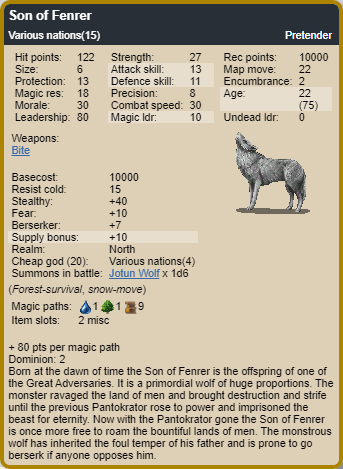 Son of Fenrer
Various nations(15) Pretender
Hit points: 122 Strength: 27 Rec points: 10000
Size: 6 Attack skill: 13 Map move: 22
Protection: 13 Defence skill: 11 Encumbrance: 2
Magic res: 18 Precision: 8 Age: 22
Morale: 30 Combat speed: 30 (75)
Leadership: 80 Magic ldr: 10 Undead ldr: 0
Weapons:
Bite
Basecost: 10000
Resist cold: 15
Stealthy: +40
Fear: +10
Berserker: +7
Supply bonus: +10
Realm: North
Cheap god (20): Various nations(4)
Summons in battle: Jotun Wolf x 1d6
(Forest-survival, snow-move)
Magic paths: 1 1 9
Item slots: 2 misc
+ 80 pts per magic path
Dominion: 2
Born at the dawn of time the Son of Fenrer is the offspring of one of
the Great Adversaries. It is a primordial wolf of huge proportions. The
monster ravaged the land of men and brought destruction and strife
until the previous Pantokrator rose to power and imprisoned the
beast for eternity. Now with the Pantokrator gone the Son of Fenrer
is once more free to roam the bountiful lands of men. The monstrous
wolf has inherited the foul temper of his father and is prone to go
berserk if anyone opposes him.